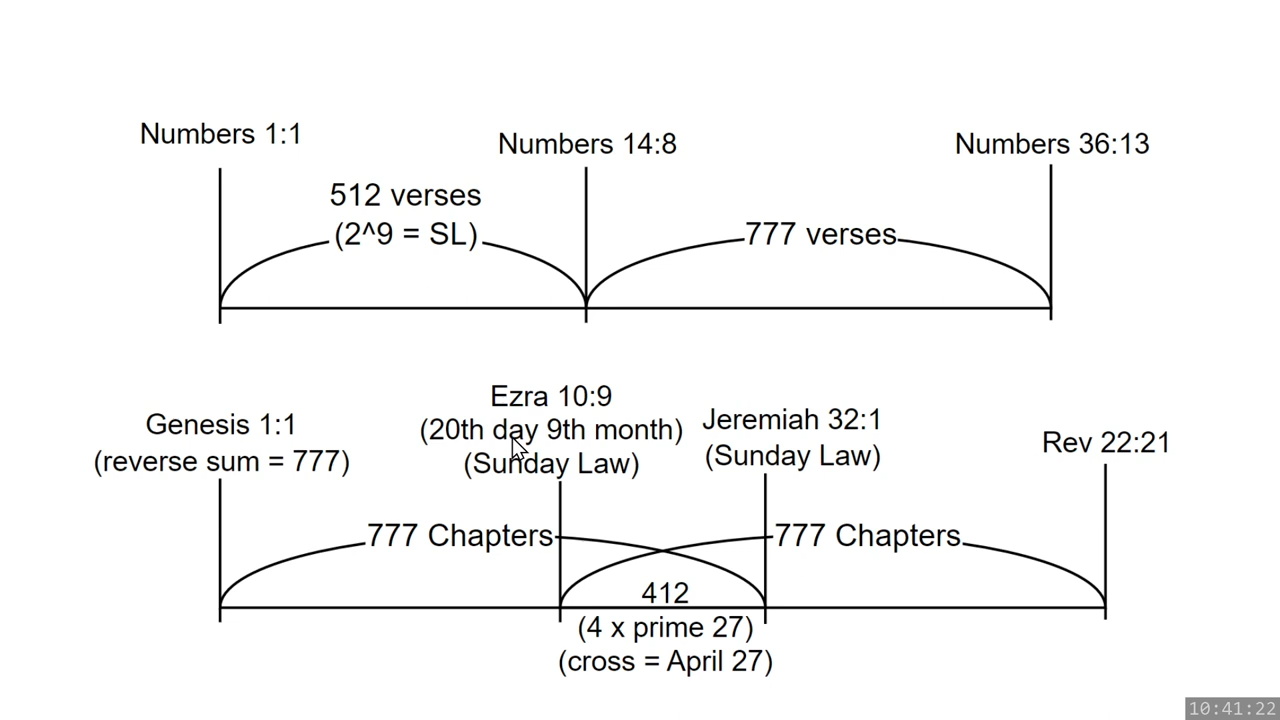 Numbers 1:1
Numbers 14:8
Numbers 36:13
512 verses
(2^9 = SL)
777 verses
Ezra 10:9
(20th day 9th month)
(Sunday Law)
Genesis 1:1
(reverse sum = 777)
Jeremiah 32:1
(Sunday Law)
Rev 22:21
777 Chapters
777 Chapters
412
(4 x prime 27)
(cross = April 27)
10:41:22